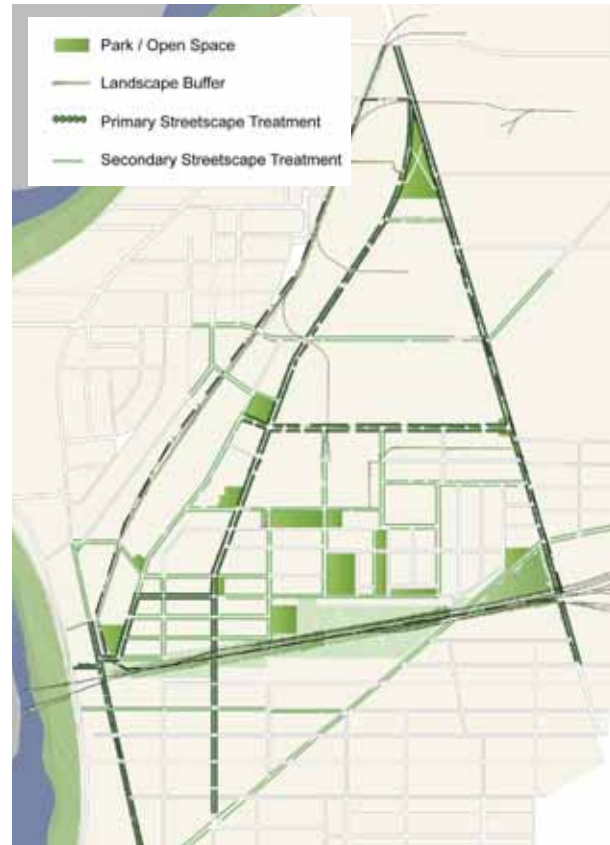 Park / Open Space
Landscape Buffer
Primary Streetscape Treatment
Secondary Streetscape Treatment